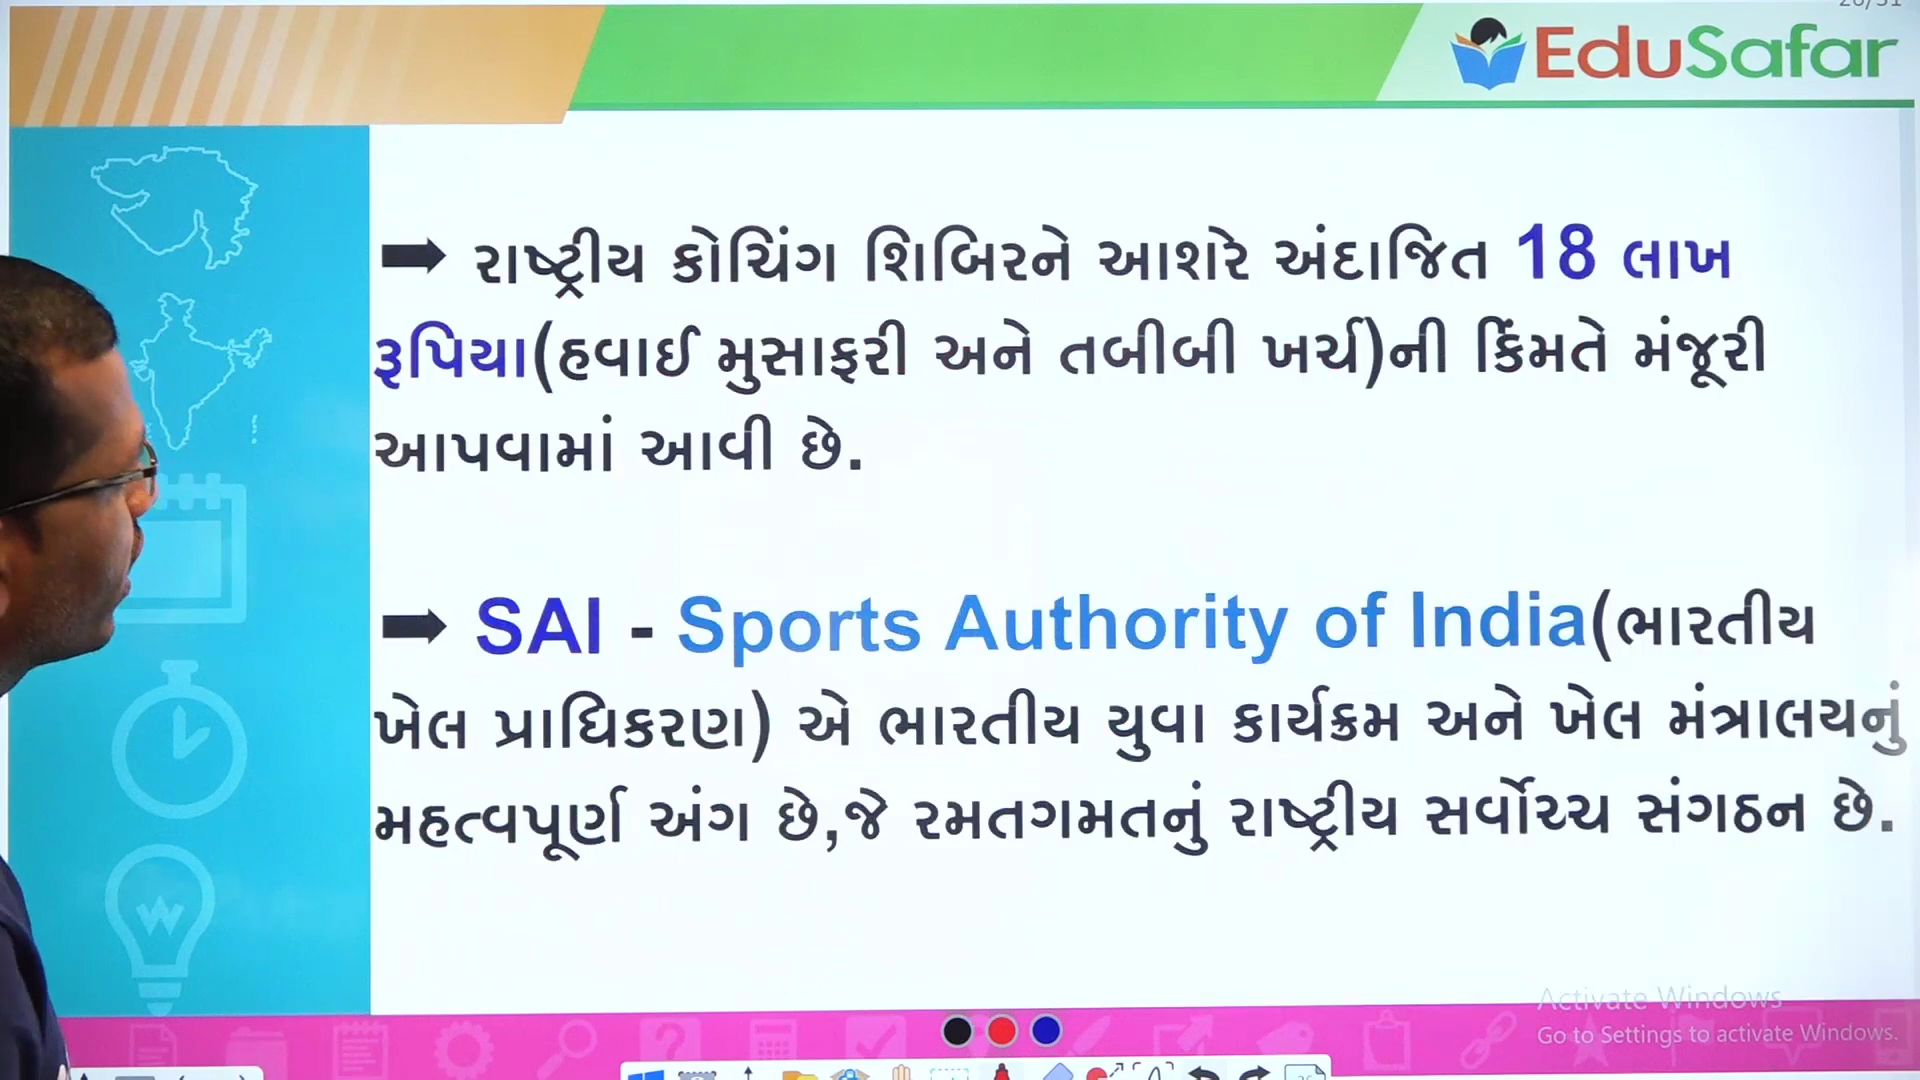 EduSafar
➡ રાષ્ટ્રીય કોચિંગ શિબિરને આશરે અંદાજિત 18 લાખ
રૂપિયા(હવાઈ મુસાફરી અને તબીબી ખર્ચ)ની કિંમતે મંજૂરી
આપવામાં આવી છે.
➡ SAI - Sports Authority of India(ભારતીય
ખેલ પ્રાધિકરણ) એ ભારતીય યુવા કાર્યક્રમ અને ખેલ મંત્રાલયનું
મહત્વપૂર્ણ અંગ છે,જે રમતગમતનું રાષ્ટ્રીય સર્વોચ્ચ સંગઠન છે.
Activate Windows
Go to Settings to activate Windows.